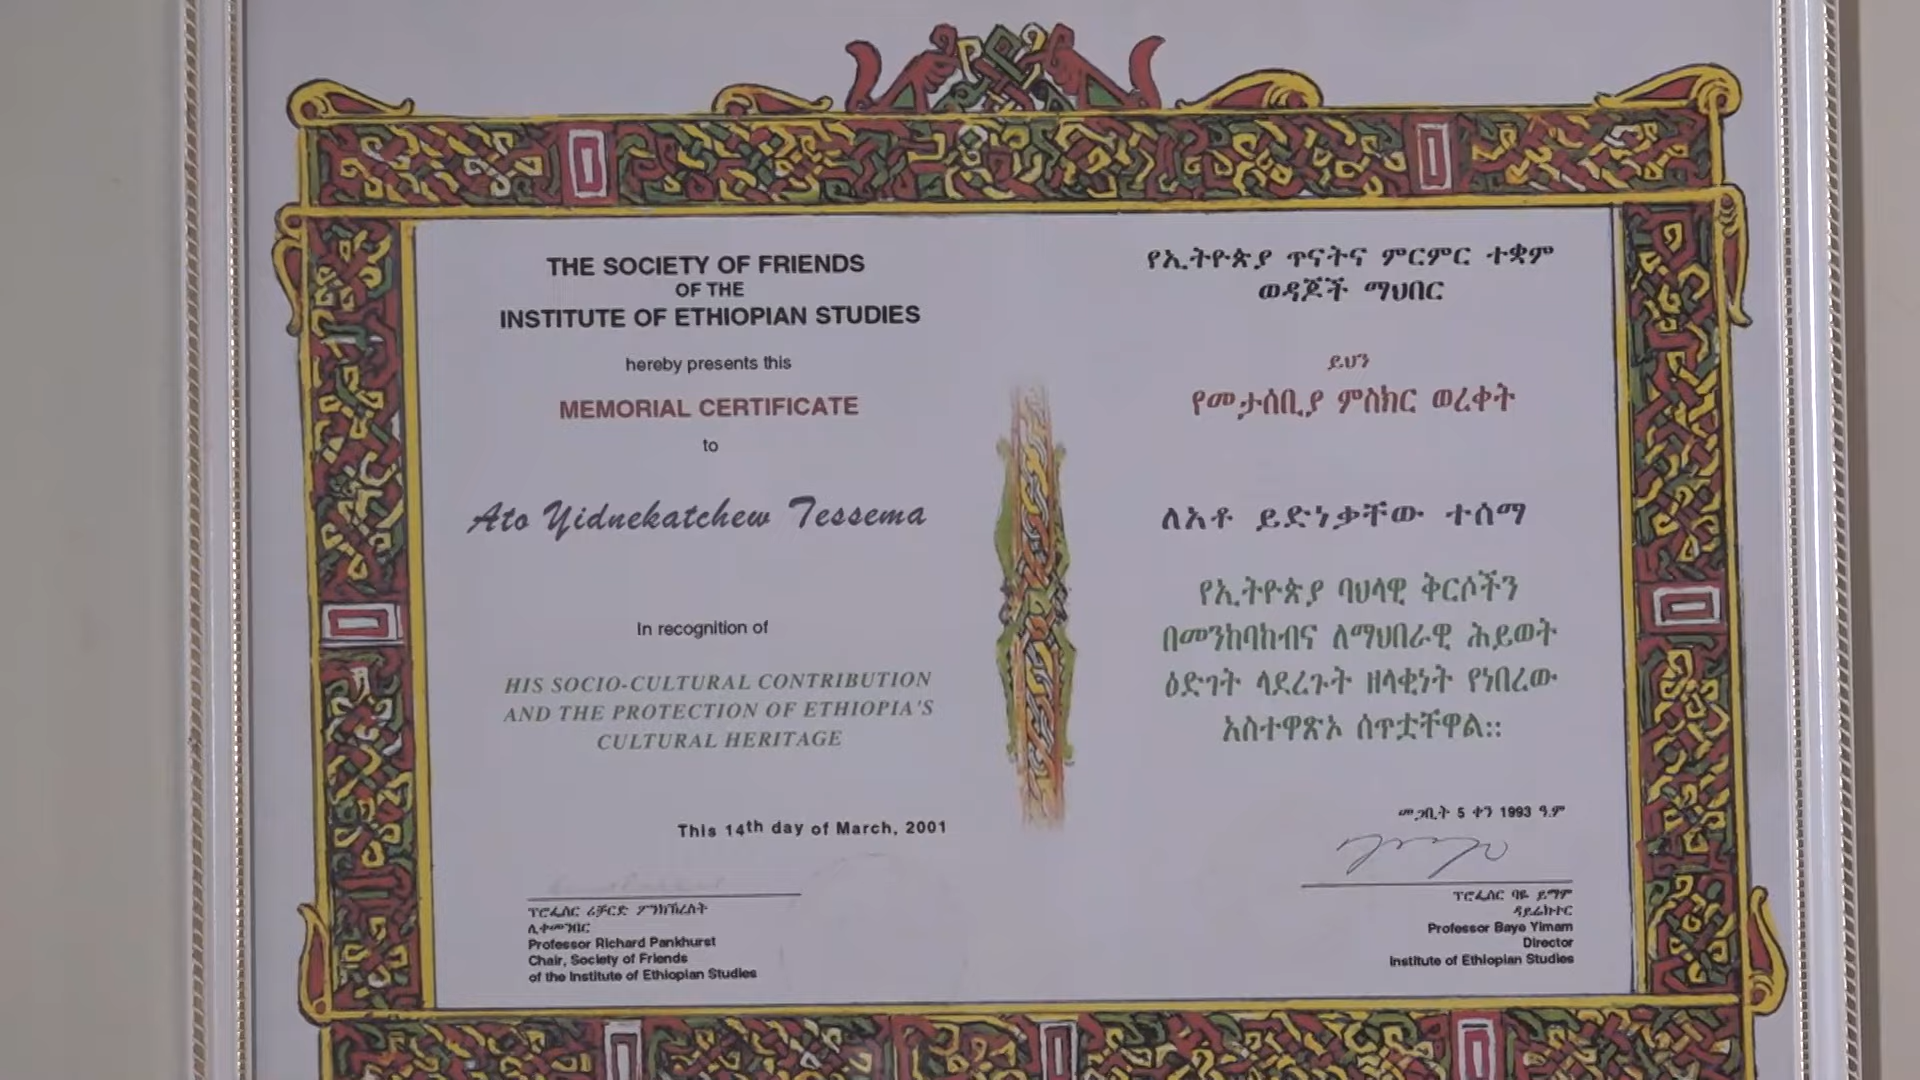 THE SOCIETY OF FRIENDS
OF THE
INSTITUTE OF ETHIOPIAN STUDIES
hereby presents this
MEMORIAL CERTIFICATE
to
Ato Yidnekatchew Tessema
In recognition of
HIS SOCIO-CULTURAL CONTRIBUTION
AND THE PROTECTION OF ETHIOPIA'S
CULTURAL HERITAGE
This 14th day of March, 2001
ፕሮፌሰር ሪቻርድ ፓንክኸረስት
ሊቀመንበር
Professor Richard Pankhurst
Chair, Society of Friends
of the Institute of Ethiopian Studies
የኢትዮጵያ ጥናትና ምርምር ተቋም
ወዳጆች ማህበር
ይህን
የመታሰቢያ ምስክር ወረቀት
ለአቶ ይድነቃቸው ተሰማ
የኢትዮጵያ ባህላዊ ቅርሶችን
በመንከባከብና ለማህበራዊ ሕይወት
ዕድገት ላደረጉት ዘላቂነት የነበረው
አስተዋጽኦ ሰጥቷቸዋል።
መጋቢት 5 ቀን 1993 ዓ.ም
ፕሮፌሰር ባዬ ይማም
ዳይሬክተር
Professor Baye Yimam
Director
Institute of Ethiopian Studies